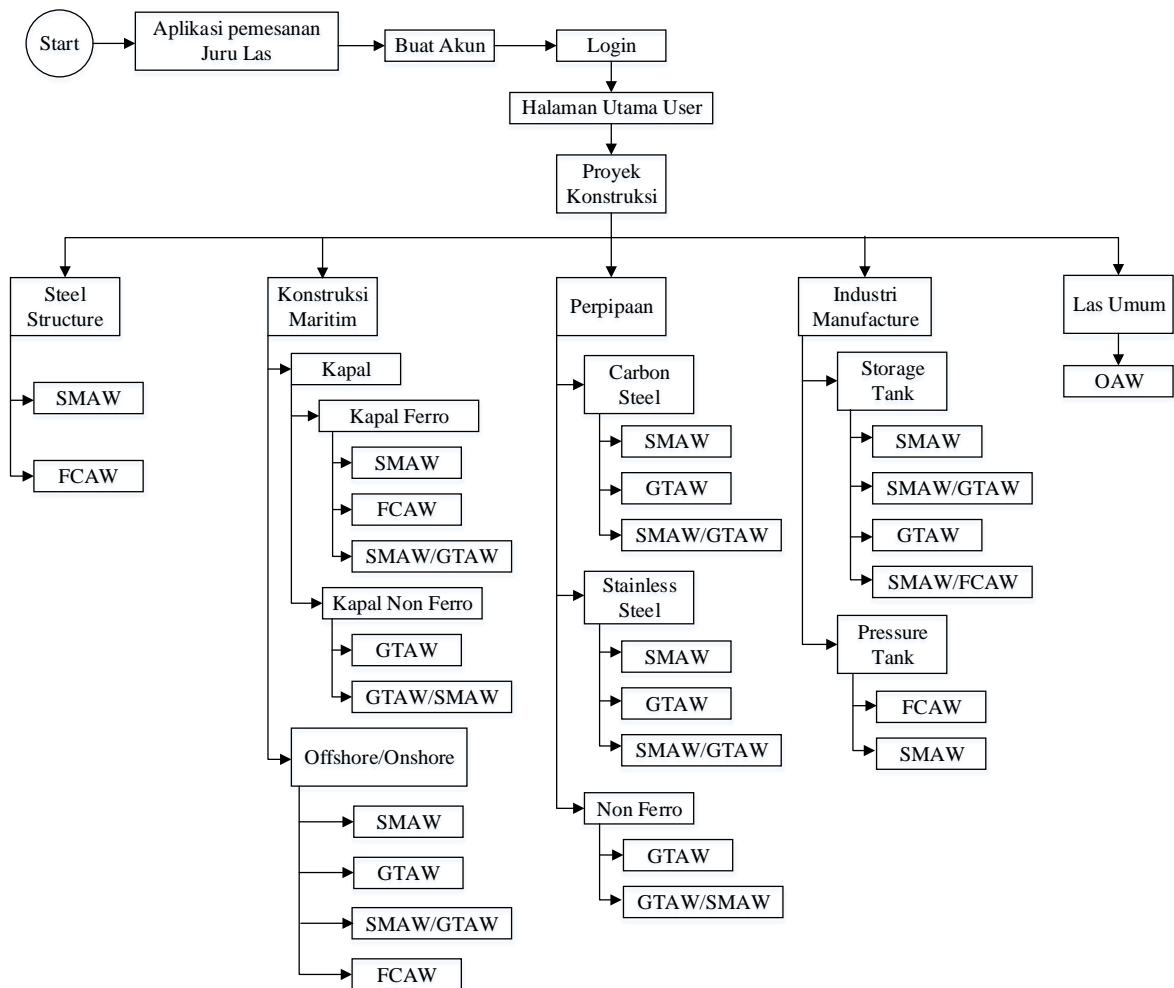 Start
Aplikasi pemesanan
Juru Las
Buat Akun
Login
Halaman Utama User
Proyek
Konstruksi
Steel
Structure
SMAW
FCAW
Konstruksi
Maritim
Kapal
Kapal Ferro
SMAW
FCAW
SMAW/GTAW
Kapal Non Ferro
GTAW
GTAW/SMAW
Offshore/Onshore
SMAW
GTAW
SMAW/GTAW
FCAW
Perpipaan
Carbon
Steel
SMAW
GTAW
SMAW/GTAW
Stainless
Steel
SMAW
GTAW
SMAW/GTAW
Non Ferro
GTAW
GTAW/SMAW
Industri
Manufacture
Storage
Tank
SMAW
SMAW/GTAW
GTAW
SMAW/FCAW
Pressure
Tank
FCAW
SMAW
Las Umum
OAW